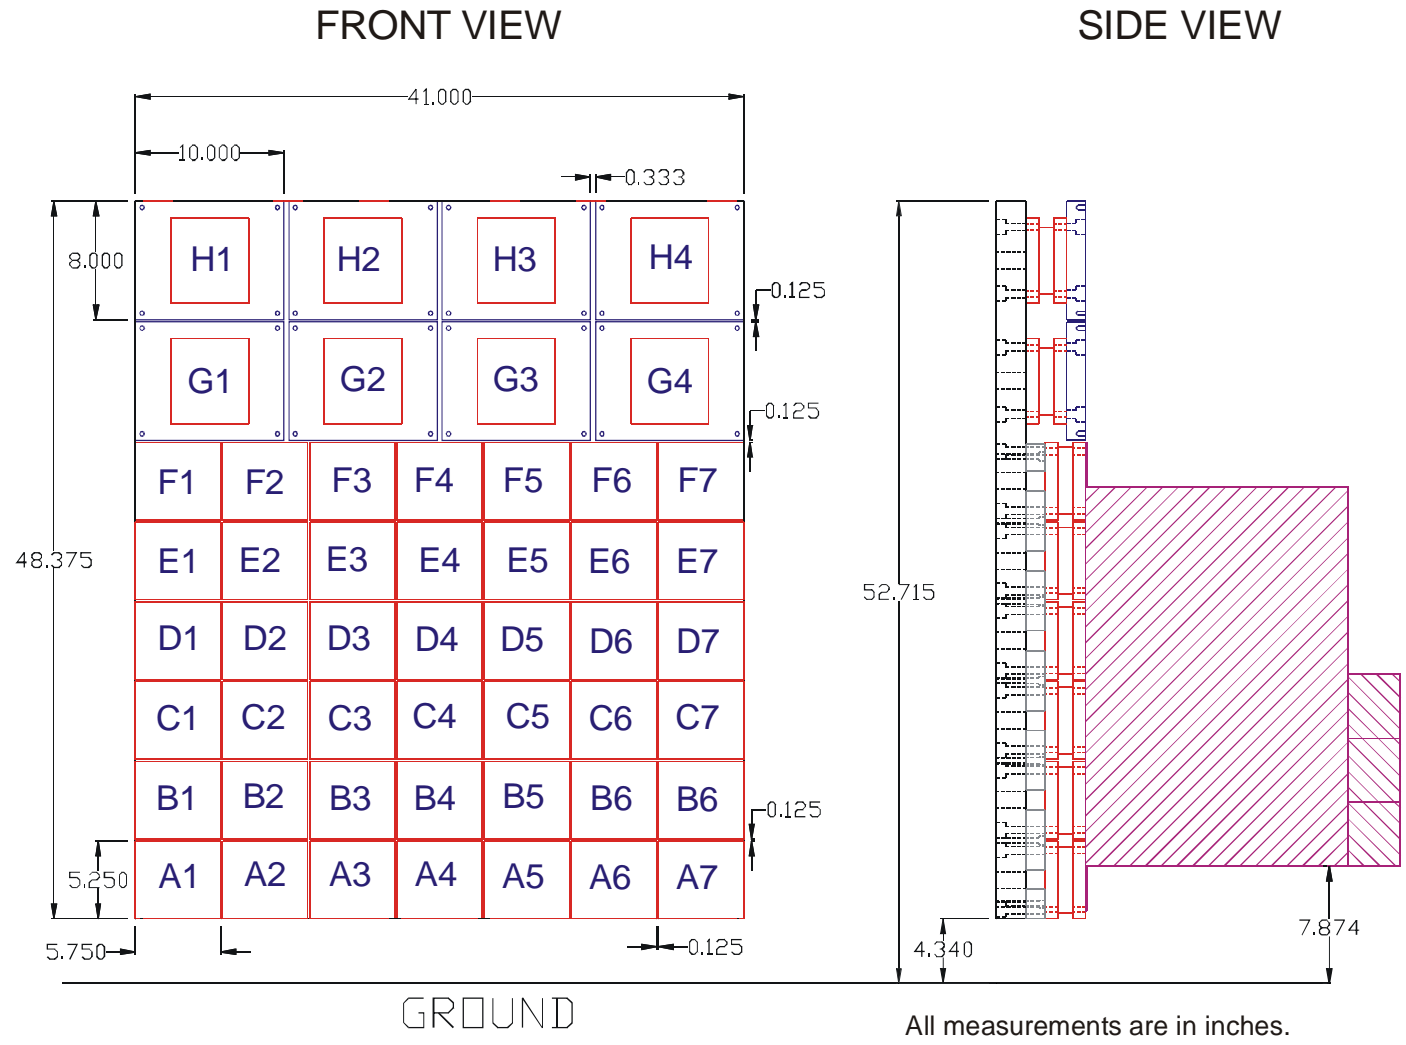 FRONT VIEW
SIDE VIEW
41.000
10.000
0.333
H1 H2 H3 H4
8.000
0.125
G1 G2 G3 G4
0.125
F1 F2 F3 F4 F5 F6 F7
48.375
E1 E2 E3 E4 E5 E6 E7
52.715
D1 D2 D3 D4 D5 D6 D7
C1 C2 C3 C4 C5 C6 C7
B1 B2 B3 B4 B5 B6 B6
0.125
5.250
A1 A2 A3 A4 A5 A6 A7
5.750
0.125
4.340
7.874
GROUND
All measurements are in inches.